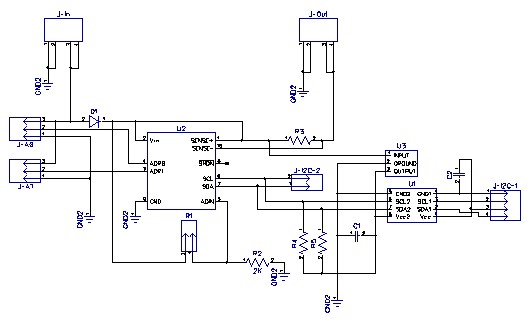 J-In
J-Out
GND2
GND2
D1
U2
R3
J-A8
Vin
SENSE+
SENSE-
U3
INPUT
GROUND
OUTPUT
ADR0
ADR1
J-I2C-2
J-A7
SCL
SDA
C2
U1
J-I2C-1
GND
ADIN
GND2
SCL2
SDA2
Vcc2
GND1
SCL1
SDA1
Vcc
GND2
GND2
R1
R2
2K
GND2
R4
R5
C1
GND2